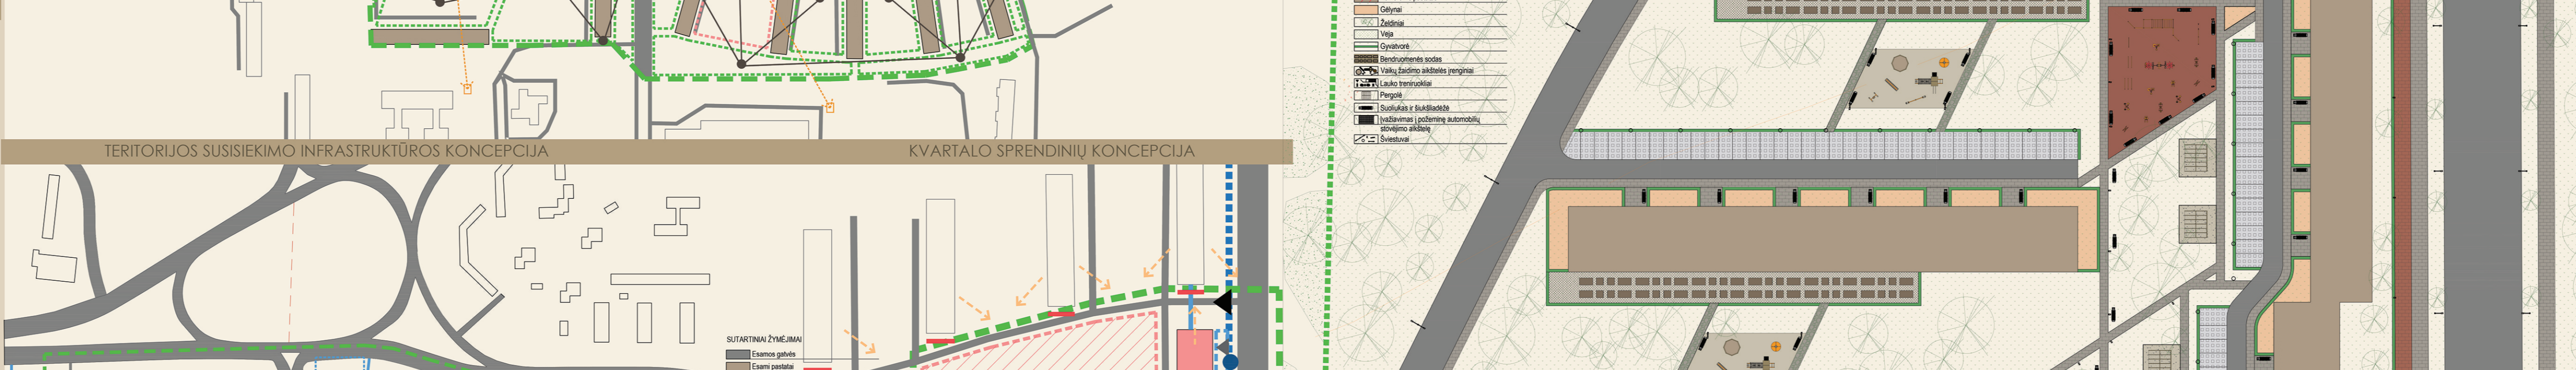 Gėlynai
Želdiniai
Veja
Gyvatvorė
Bendruomenės sodas
Vaikų žaidimo aikštelės įrenginiai
Lauko treniruokliai
Pergolė
Suoliukas ir šiukšliadėžė
Įvažiavimas į požeminę automobilių
stovėjimo aikštelę
Šviestuvai
TERITORIJOS SUSISIEKIMO INFRASTRUKTŪROS KONCEPCIJA
KVARTALO SPRENDINIŲ KONCEPCIJA
SUTARTINIAI ŽYMĖJIMAI
Esamos gatvės
Esami pastatai